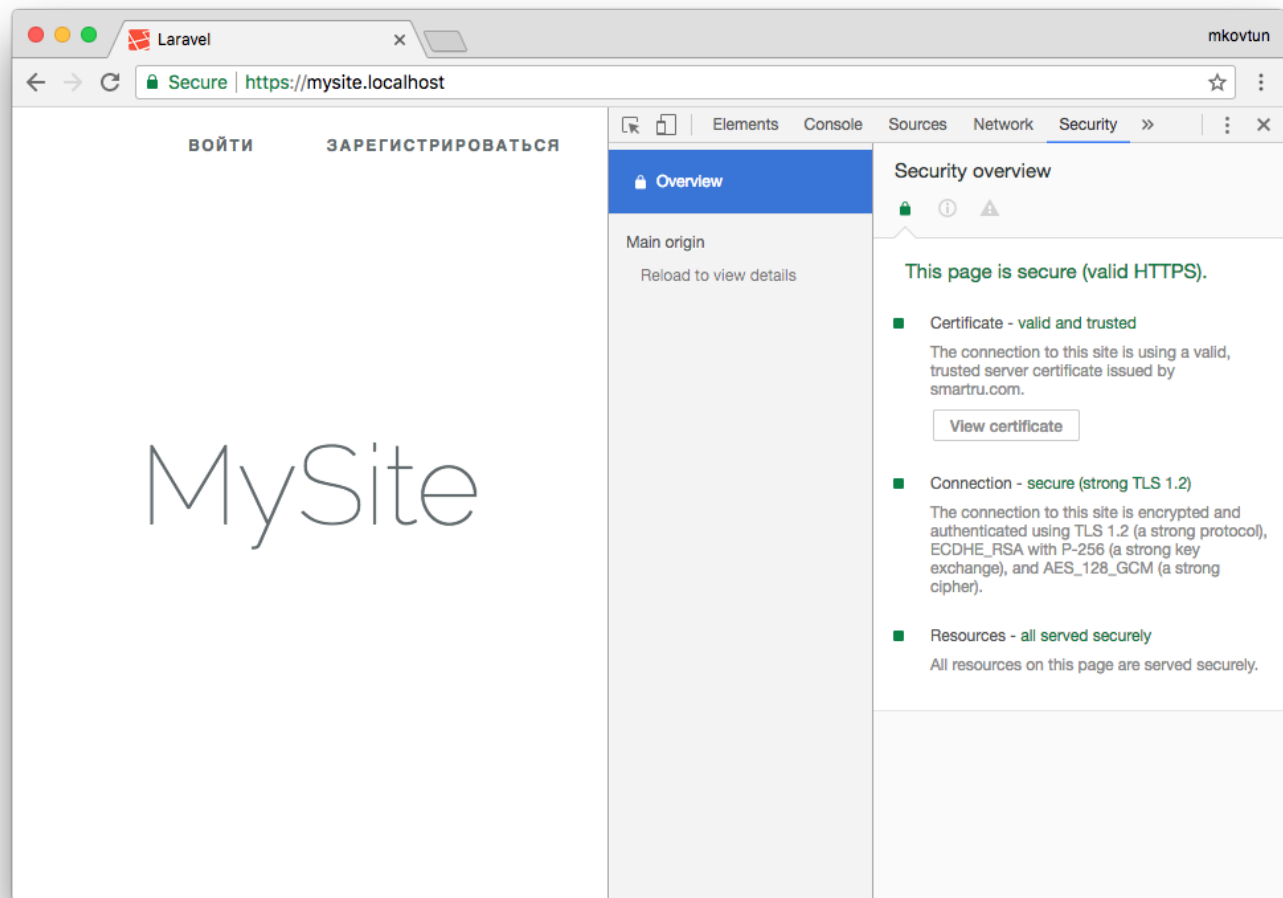 Laravel
mkovtun
Secure https://mysite.localhost
ВОЙТИ ЗАРЕГИСТРИРОВАТЬСЯ
MySite
Elements Console Sources Network Security »
Overview
Main origin
Reload to view details
Security overview
This page is secure (valid HTTPS).
Certificate - valid and trusted
The connection to this site is using a valid,
trusted server certificate issued by
smartru.com.
View certificate
Connection - secure (strong TLS 1.2)
The connection to this site is encrypted and
authenticated using TLS 1.2 (a strong protocol),
ECDHE_RSA with P-256 (a strong key
exchange), and AES_128_GCM (a strong
cipher).
Resources - all served securely
All resources on this page are served securely.